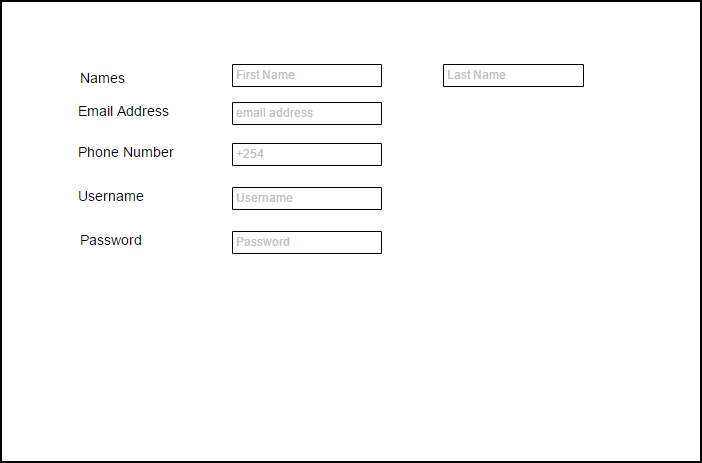 Names First Name Last Name
Email Address email address
Phone Number +254
Username Username
Password Password